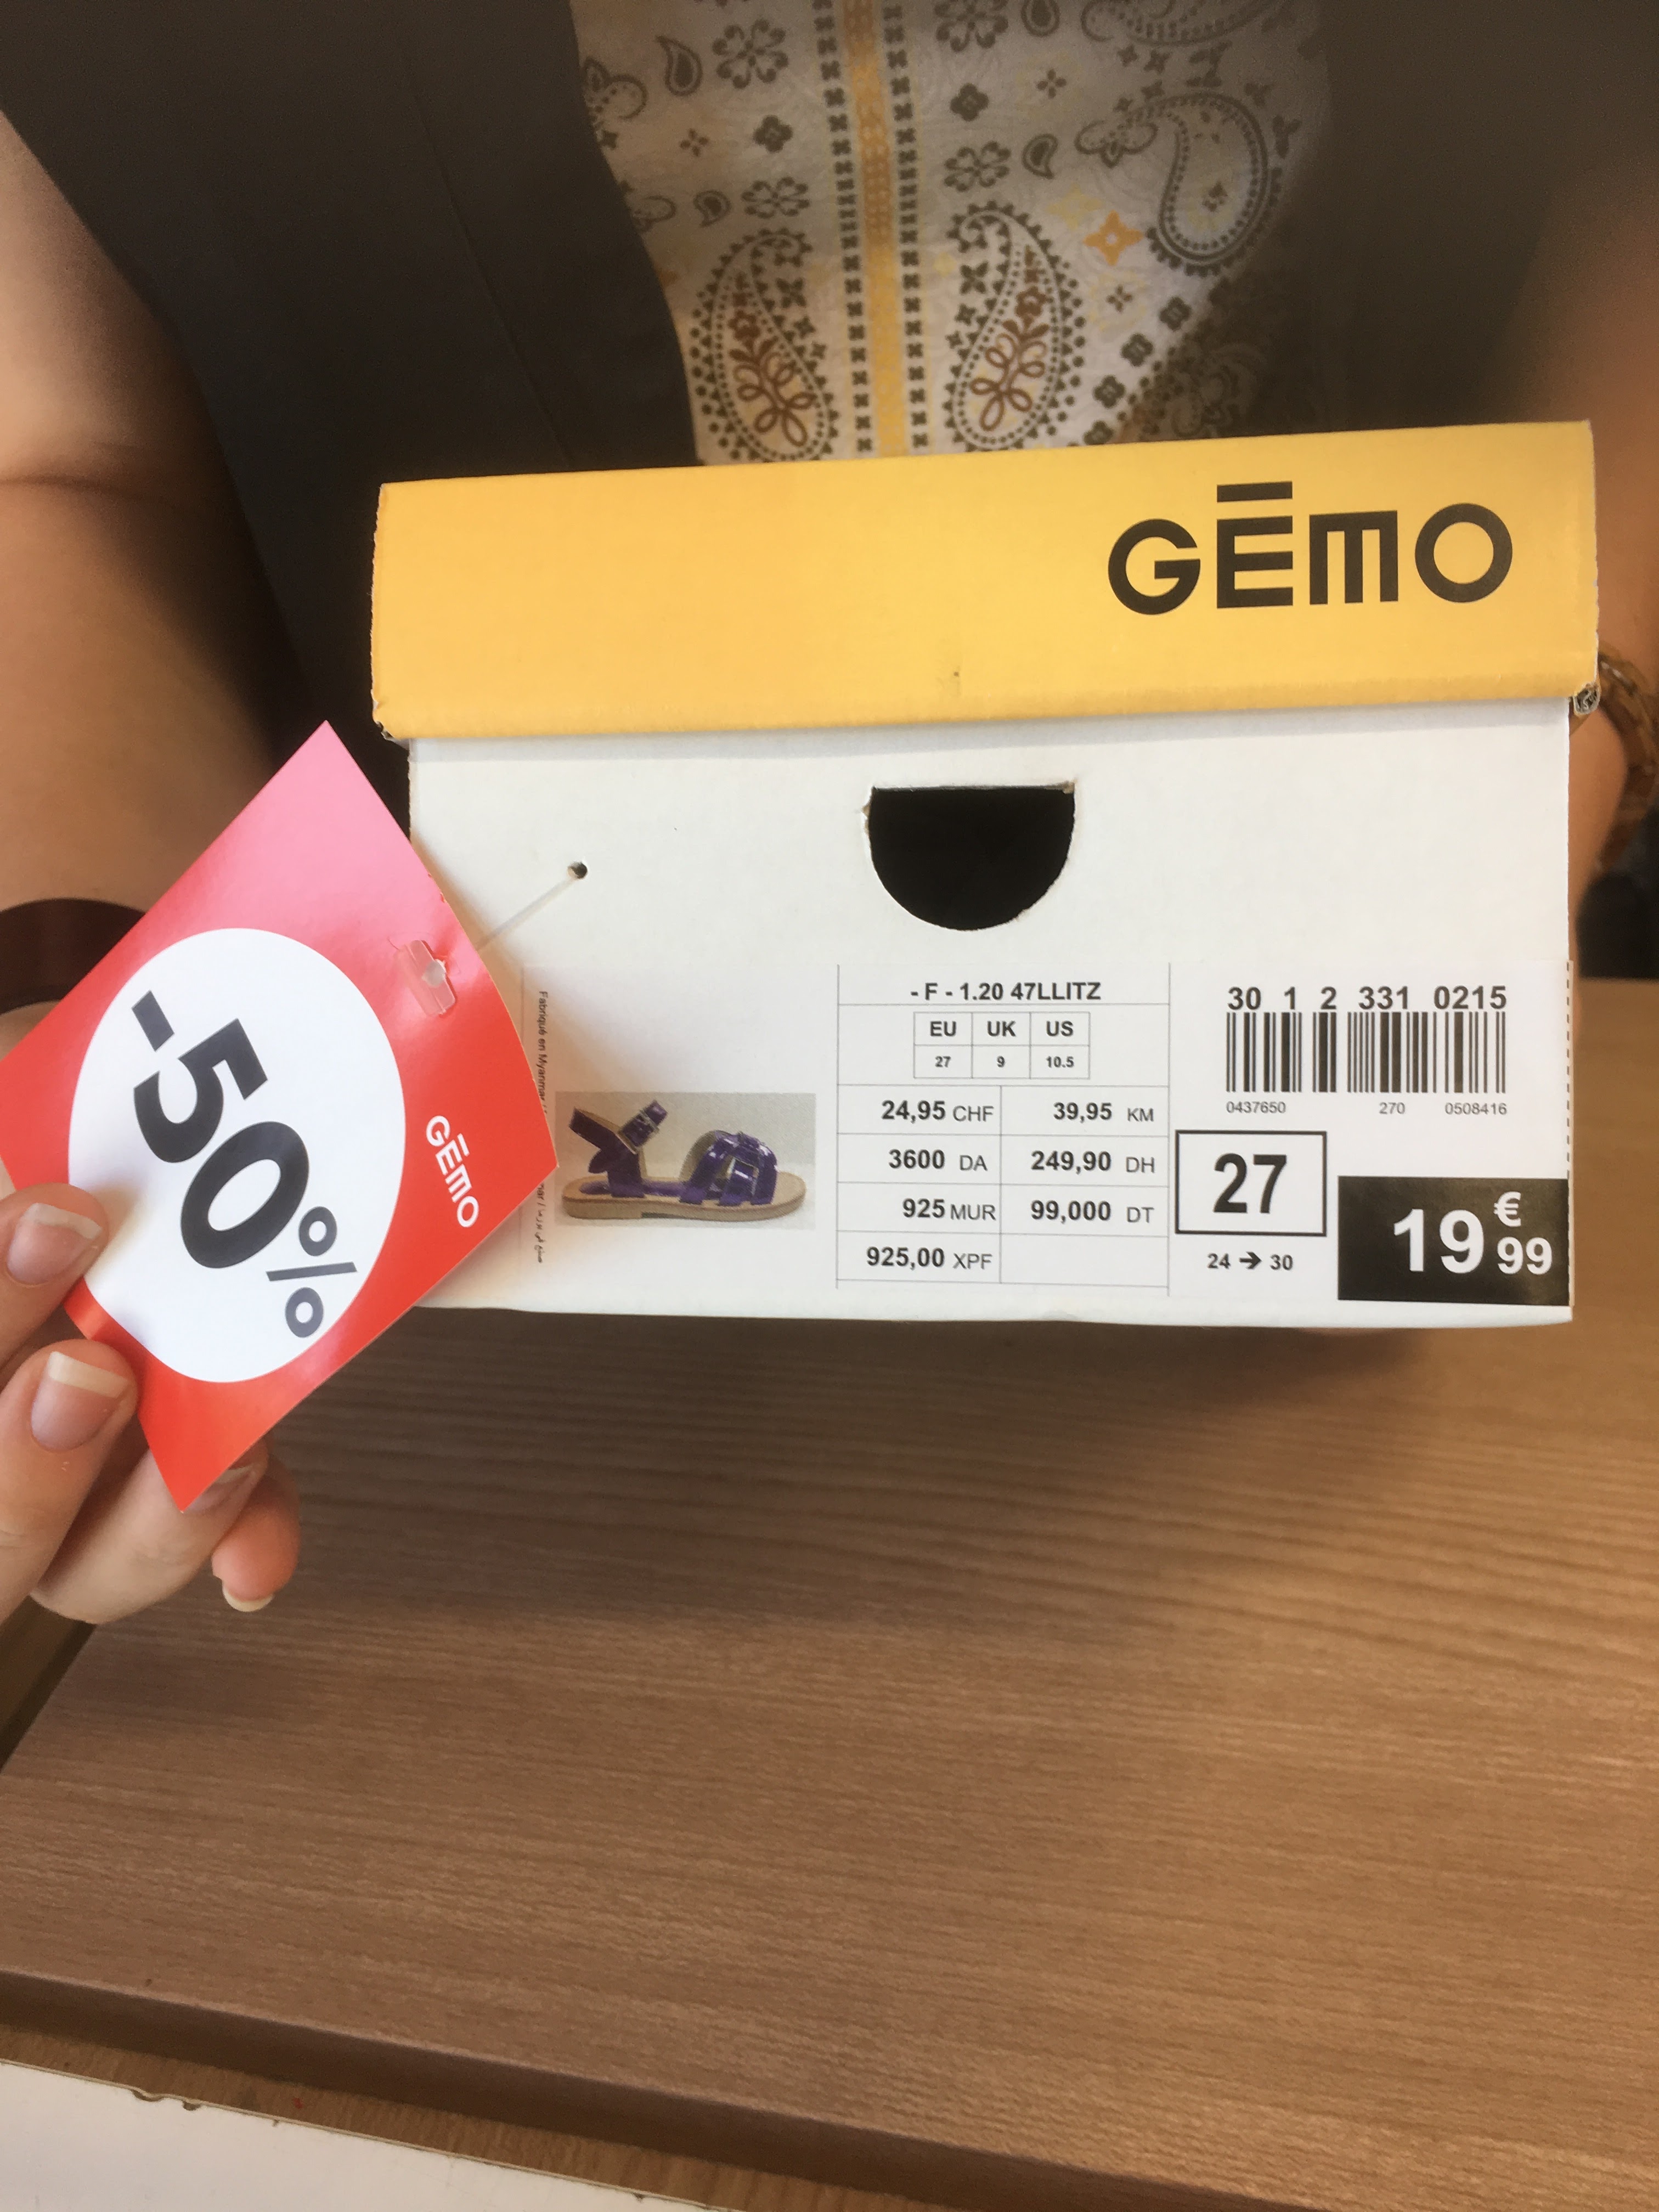 GĒMO
-50%
GĒMO
Fabriqué en Myanmar
- F - 1.20 47LLITZ
EU UK US
27 9 10.5
24,95 CHF 39,95 KM
3600 DA 249,90 DH
925 MUR 99,000 DT
925,00 XPF
30 1 2 331 0215
0437650 270 0508416
27
24 → 30
19 € 99